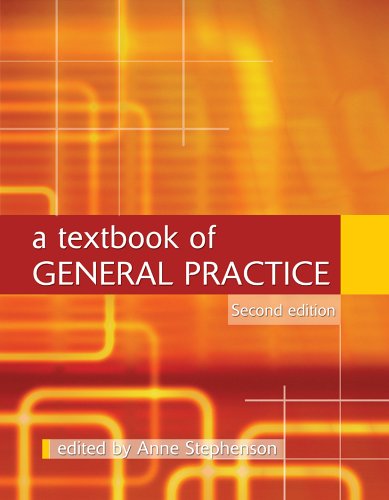 a textbook of
GENERAL PRACTICE
Second edition
edited by Anne Stephenson